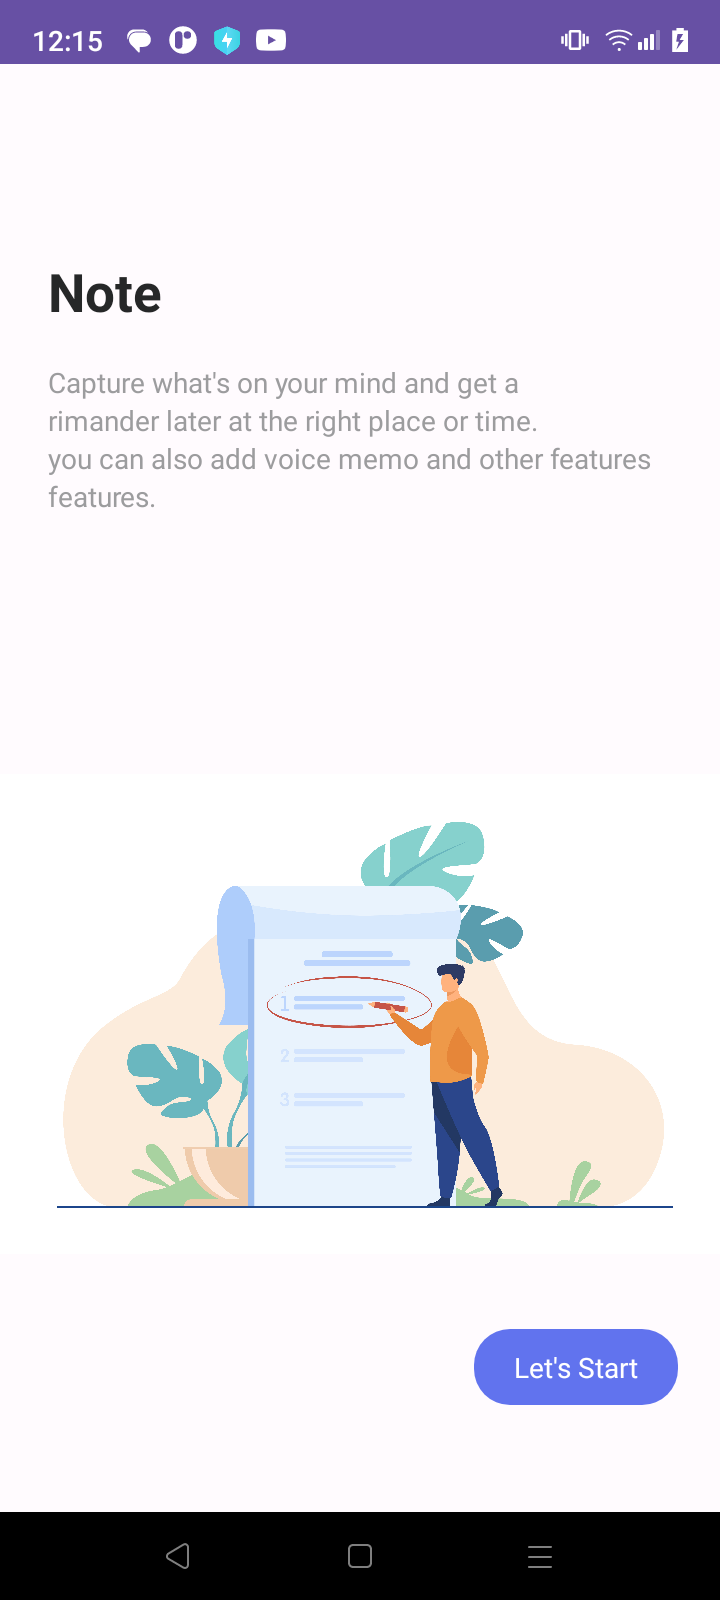 12:15
Note
Capture what's on your mind and get a
rimander later at the right place or time.
you can also add voice memo and other features
features.
1
2
3
Let's Start